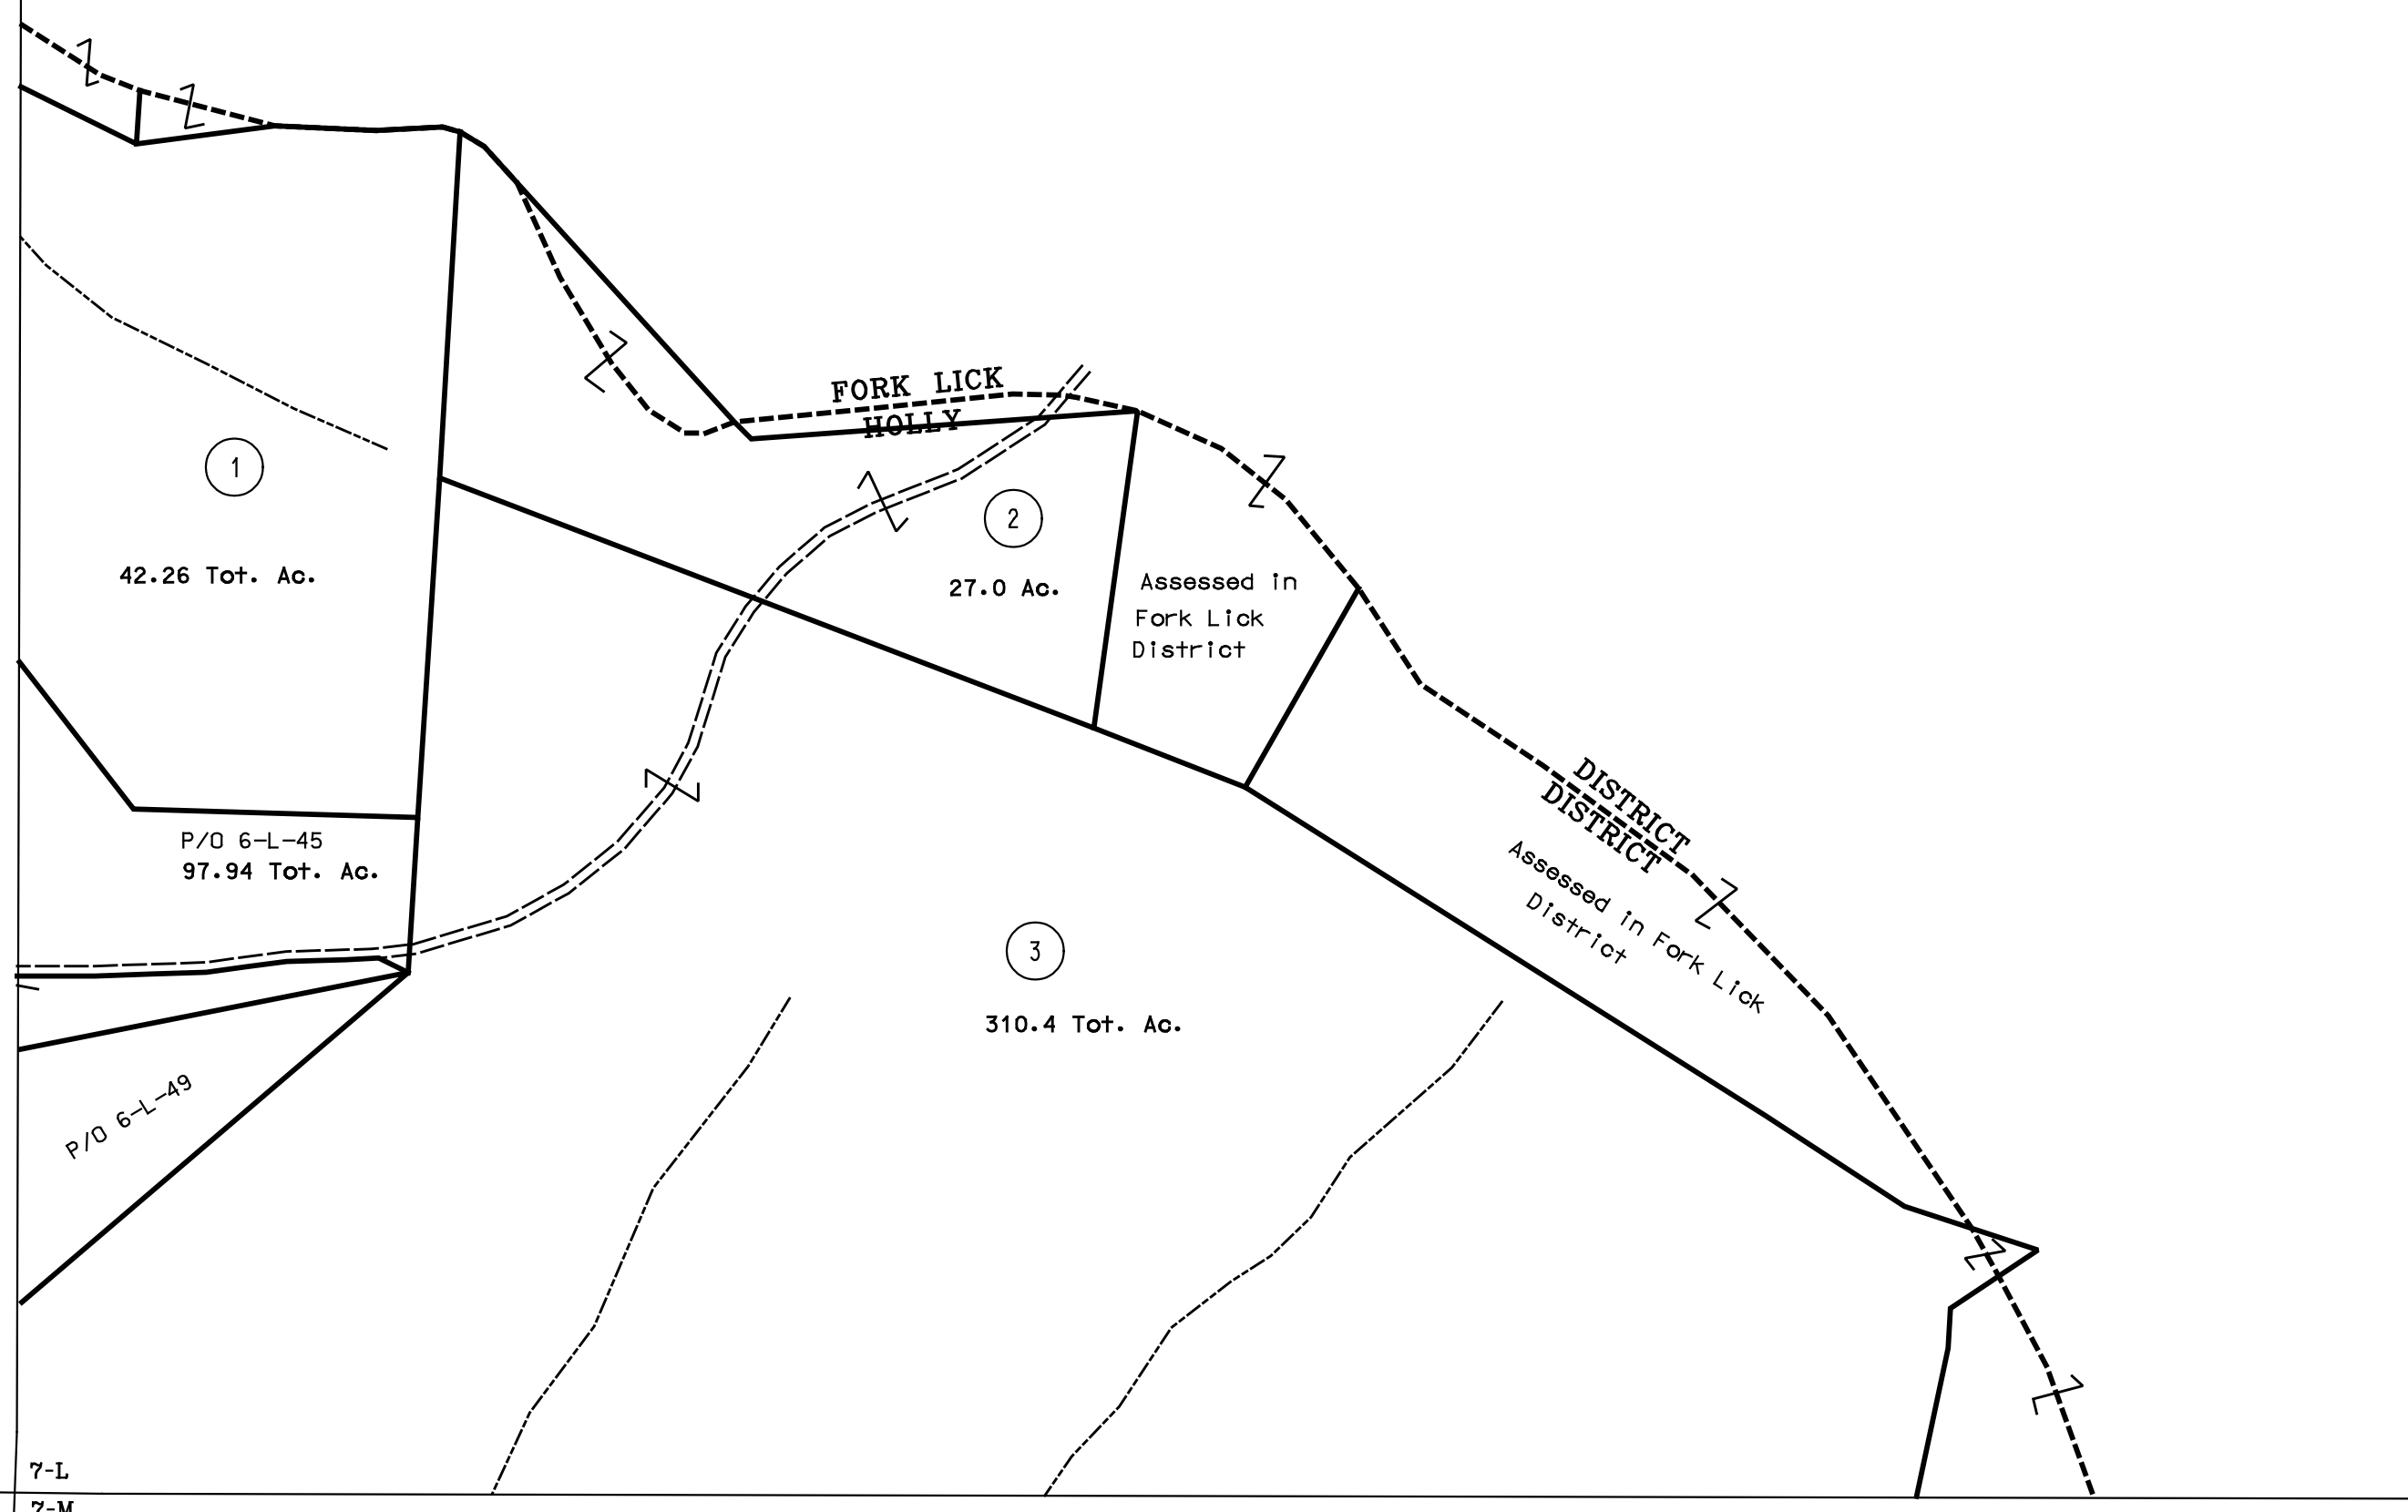 FORK LICK
HOLLY
1
2
42.26 Tot. Ac.
27.0 Ac.
Assessed in
Fork Lick
District
DISTRICT
DISTRICT
P/O 6-L-45
97.94 Tot. Ac.
Assessed in Fork Lick
District
3
310.4 Tot. Ac.
P/O 6-L-49
7-L
7-M